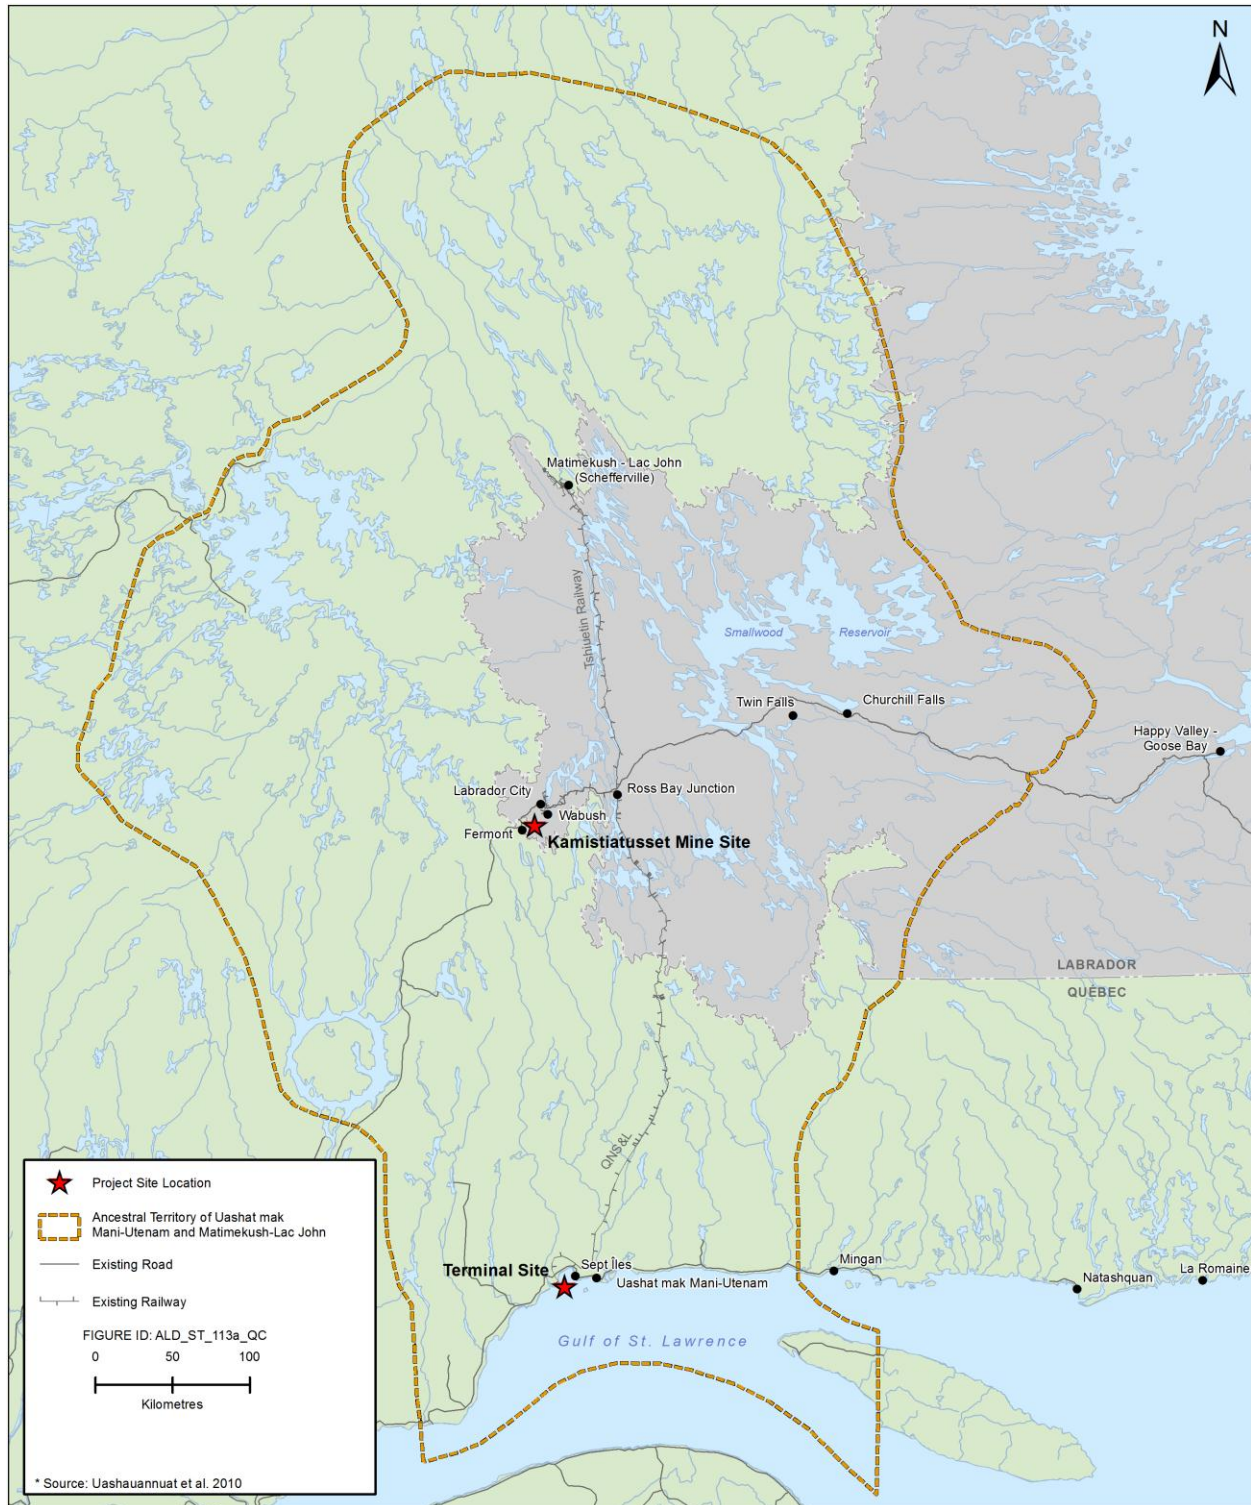 N
Matimekush - Lac John
(Schefferville)
Tshiuetin Railway
Smallwood Reservoir
Twin Falls
Churchill Falls
Happy Valley -
Goose Bay
Labrador City
Ross Bay Junction
Wabush
Fermont
Kamistiatusset Mine Site
LABRADOR
QUÉBEC
QNS&L
Terminal Site
Sept Îles
Uashat mak Mani-Utenam
Mingan
Natashquan
La Romaine
Gulf of St. Lawrence
Project Site Location
Ancestral Territory of Uashat mak
Mani-Utenam and Matimekush-Lac John
Existing Road
Existing Railway
FIGURE ID: ALD_ST_113a_QC
0 50 100
Kilometres
* Source: Uashauannuat et al. 2010